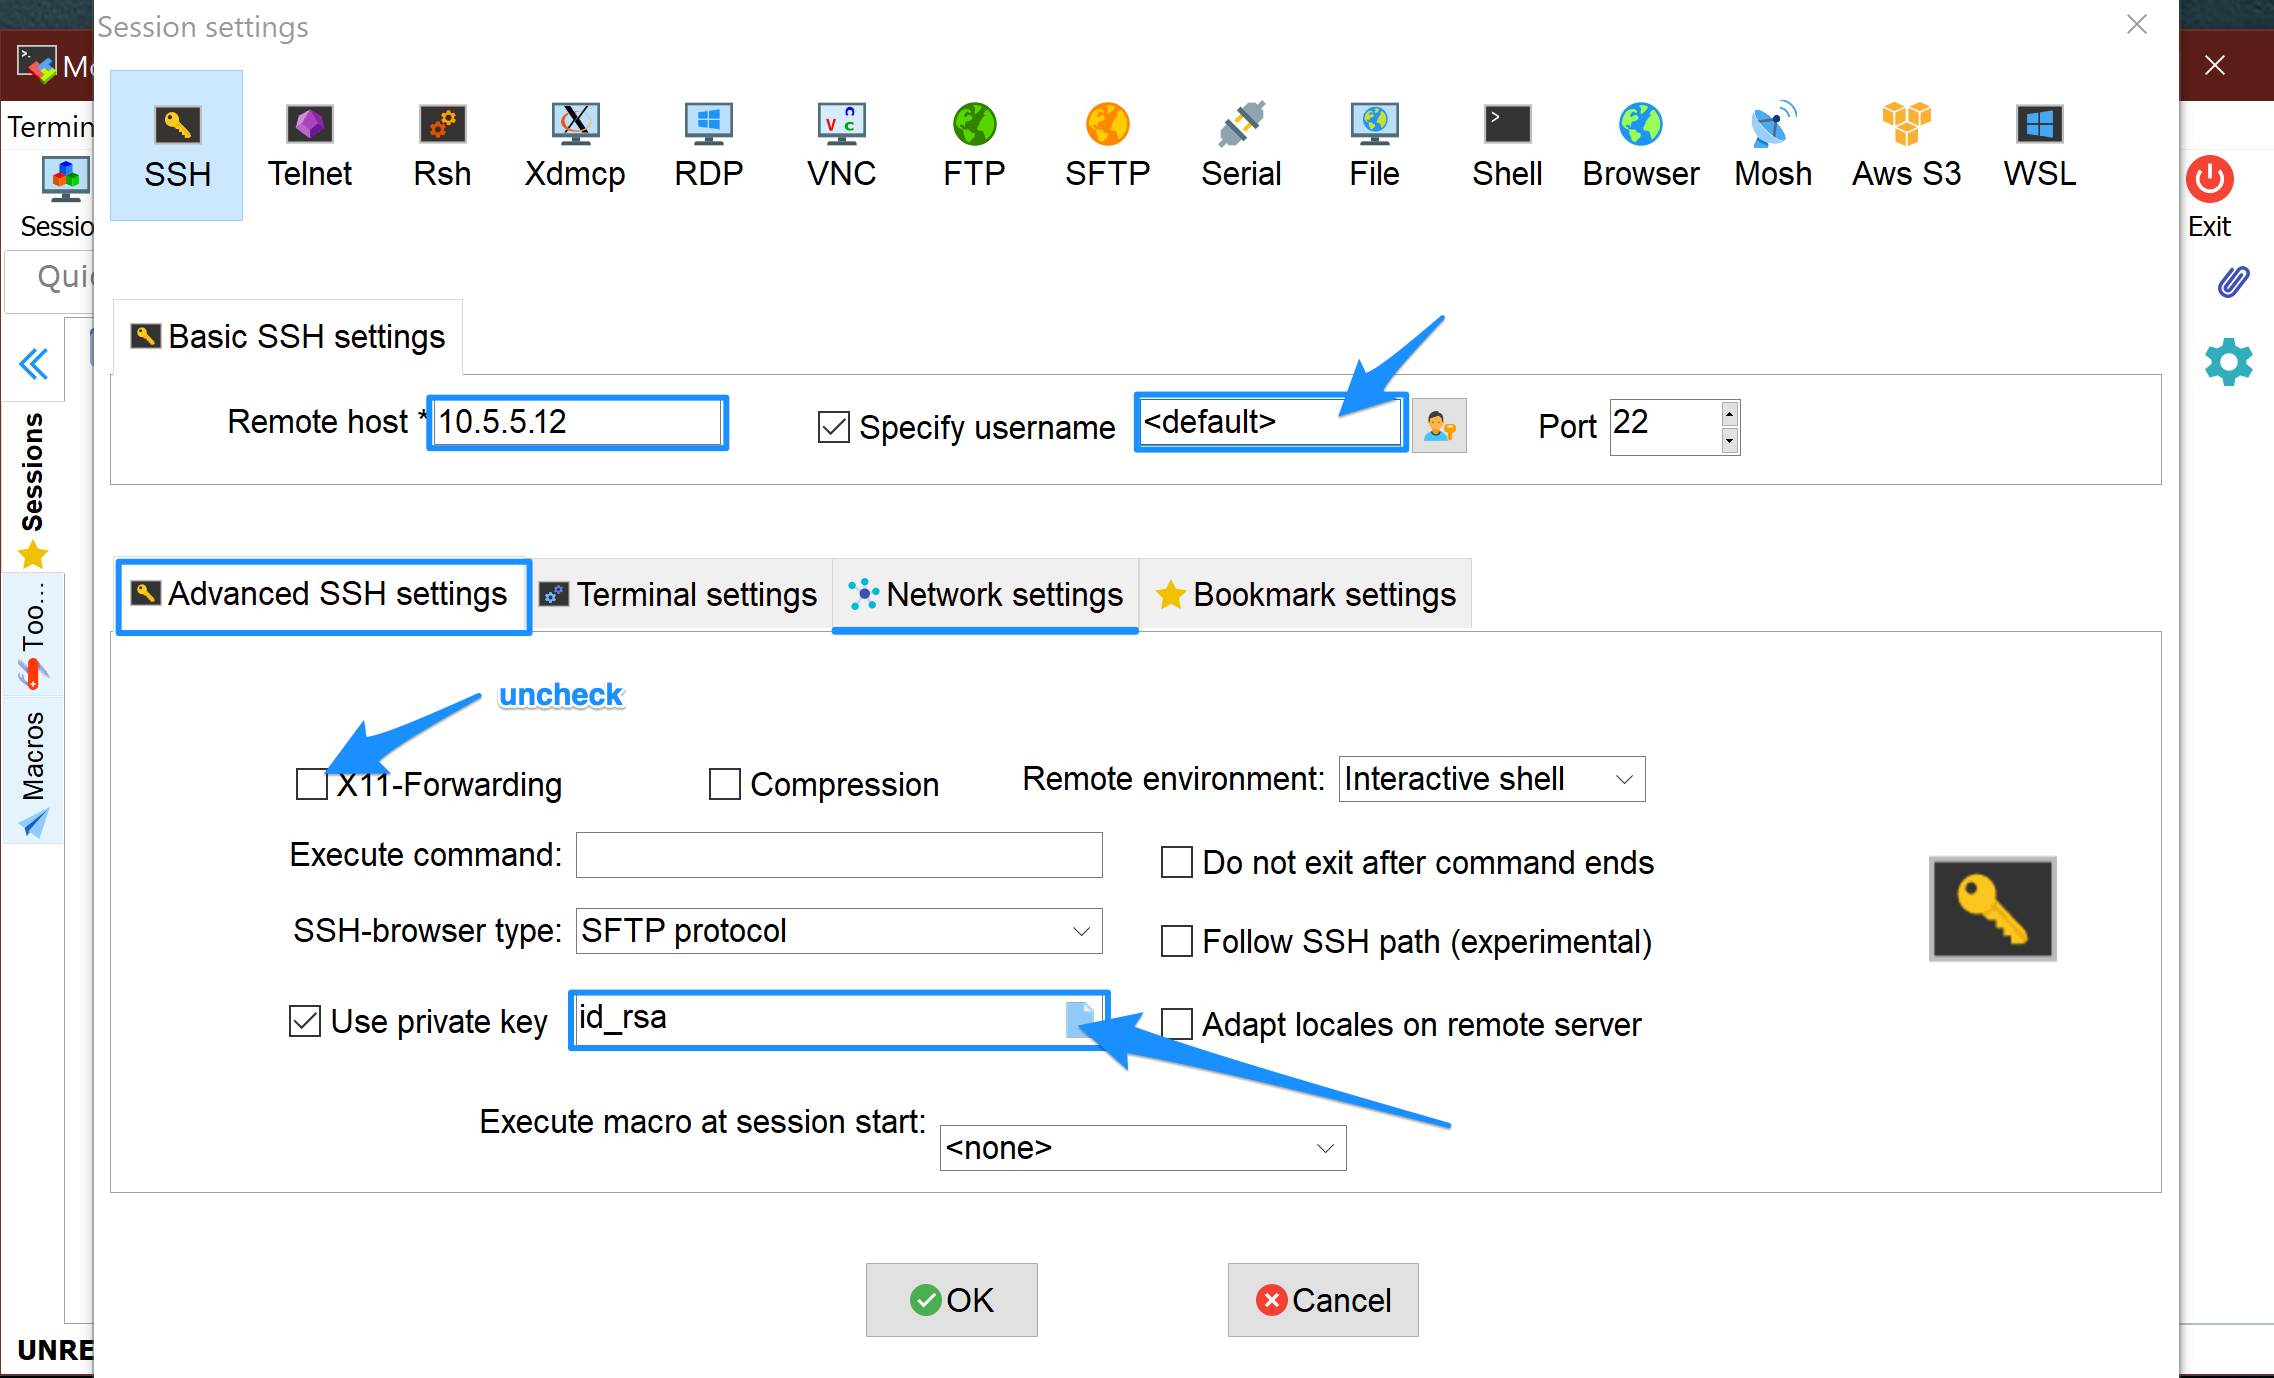 Session settings
Mo
Termin
SSH
Telnet
Rsh
Xdmcp
RDP
VNC
FTP
SFTP
Serial
File
Shell
Browser
Mosh
Aws S3
WSL
Sessio
Exit
Quic
Basic SSH settings
Remote host * 10.5.5.12
Specify username <default>
Port 22
Sessions
Too...
Macros
Advanced SSH settings
Terminal settings
Network settings
Bookmark settings
uncheck
X11-Forwarding
Compression
Remote environment: Interactive shell
Execute command:
Do not exit after command ends
SSH-browser type: SFTP protocol
Follow SSH path (experimental)
Use private key id_rsa
Adapt locales on remote server
Execute macro at session start: <none>
OK
Cancel
UNRE